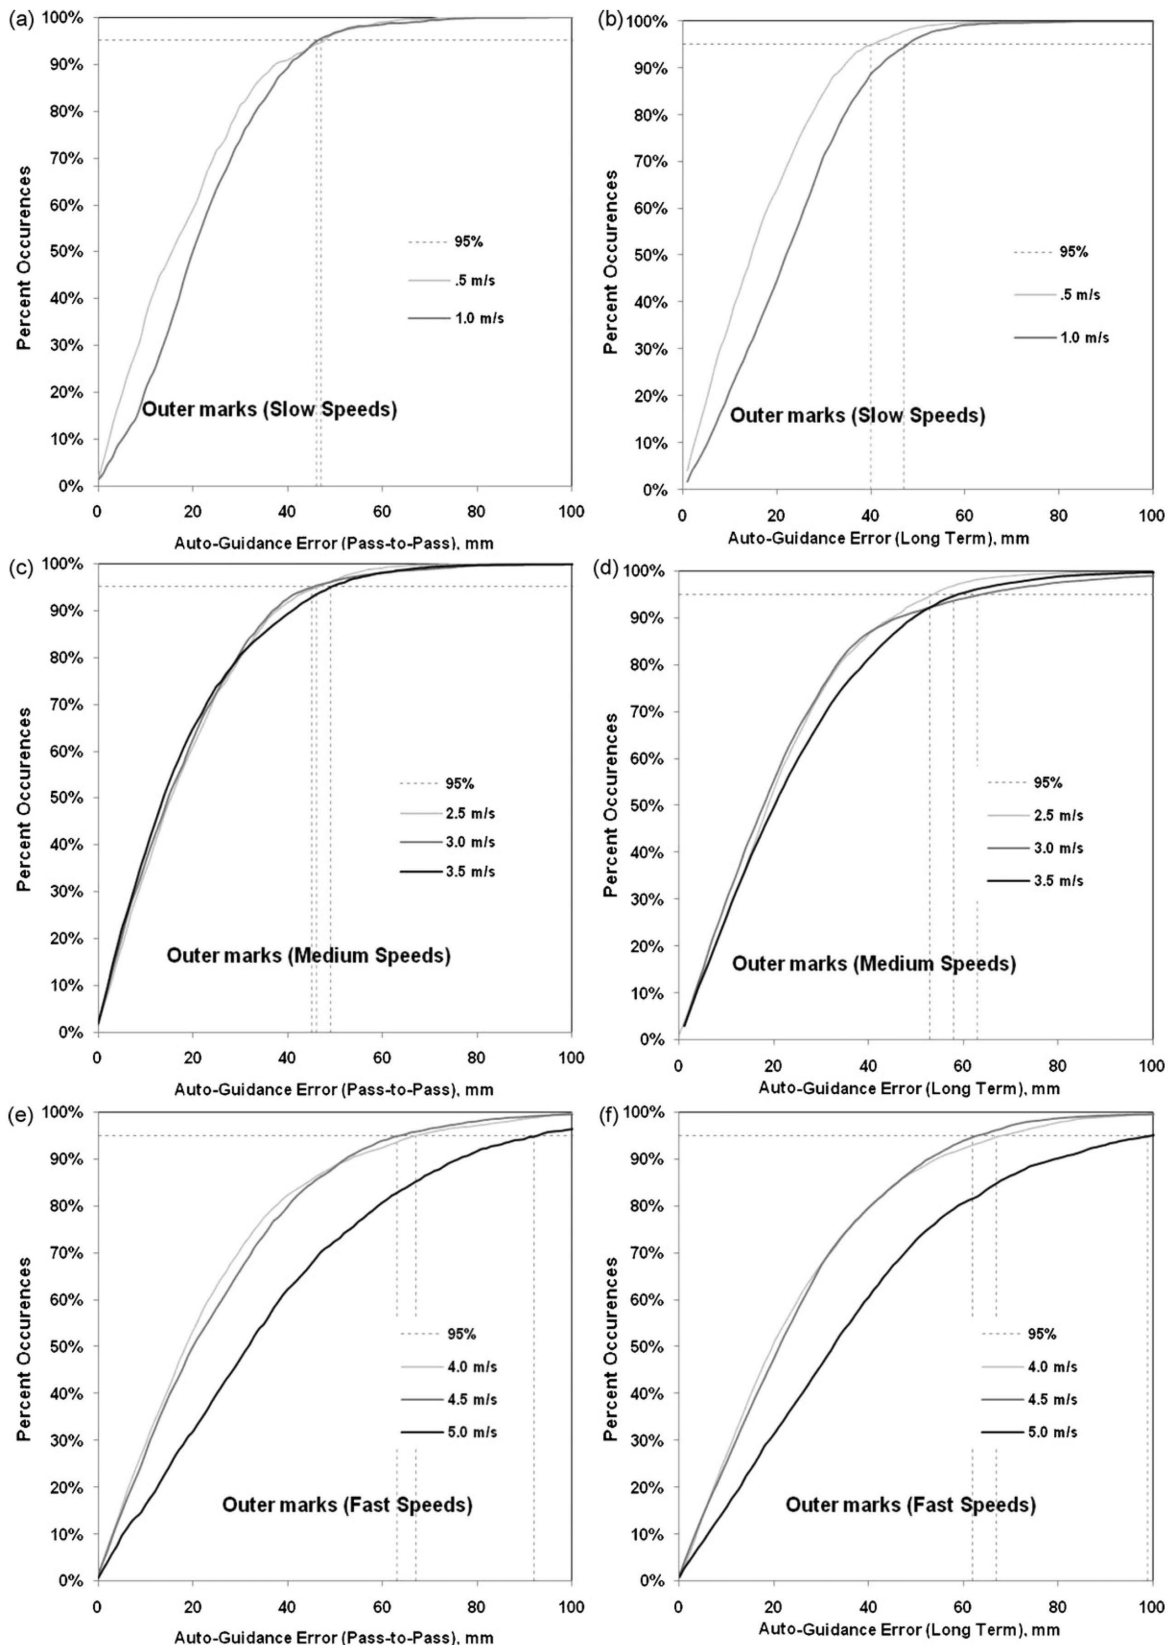 (a)
100%
90%
80%
70%
60%
50%
40%
30%
20%
10%
0%
Percent Occurences
95%
.5 m/s
1.0 m/s
Outer marks (Slow Speeds)
0 20 40 60 80 100
Auto-Guidance Error (Pass-to-Pass), mm
(b)
100%
90%
80%
70%
60%
50%
40%
30%
20%
10%
0%
Percent Occurences
95%
.5 m/s
1.0 m/s
Outer marks (Slow Speeds)
0 20 40 60 80 100
Auto-Guidance Error (Long Term), mm
(c)
100%
90%
80%
70%
60%
50%
40%
30%
20%
10%
0%
Percent Occurences
95%
2.5 m/s
3.0 m/s
3.5 m/s
Outer marks (Medium Speeds)
0 20 40 60 80 100
Auto-Guidance Error (Pass-to-Pass), mm
(d)
100%
90%
80%
70%
60%
50%
40%
30%
20%
10%
0%
Percent Occurences
95%
2.5 m/s
3.0 m/s
3.5 m/s
Outer marks (Medium Speeds)
0 20 40 60 80 100
Auto-Guidance Error (Long Term), mm
(e)
100%
90%
80%
70%
60%
50%
40%
30%
20%
10%
0%
Percent Occurences
95%
4.0 m/s
4.5 m/s
5.0 m/s
Outer marks (Fast Speeds)
0 20 40 60 80 100
Auto-Guidance Error (Pass-to-Pass), mm
(f)
100%
90%
80%
70%
60%
50%
40%
30%
20%
10%
0%
Percent Occurences
95%
4.0 m/s
4.5 m/s
5.0 m/s
Outer marks (Fast Speeds)
0 20 40 60 80 100
Auto-Guidance Error (Long Term), mm